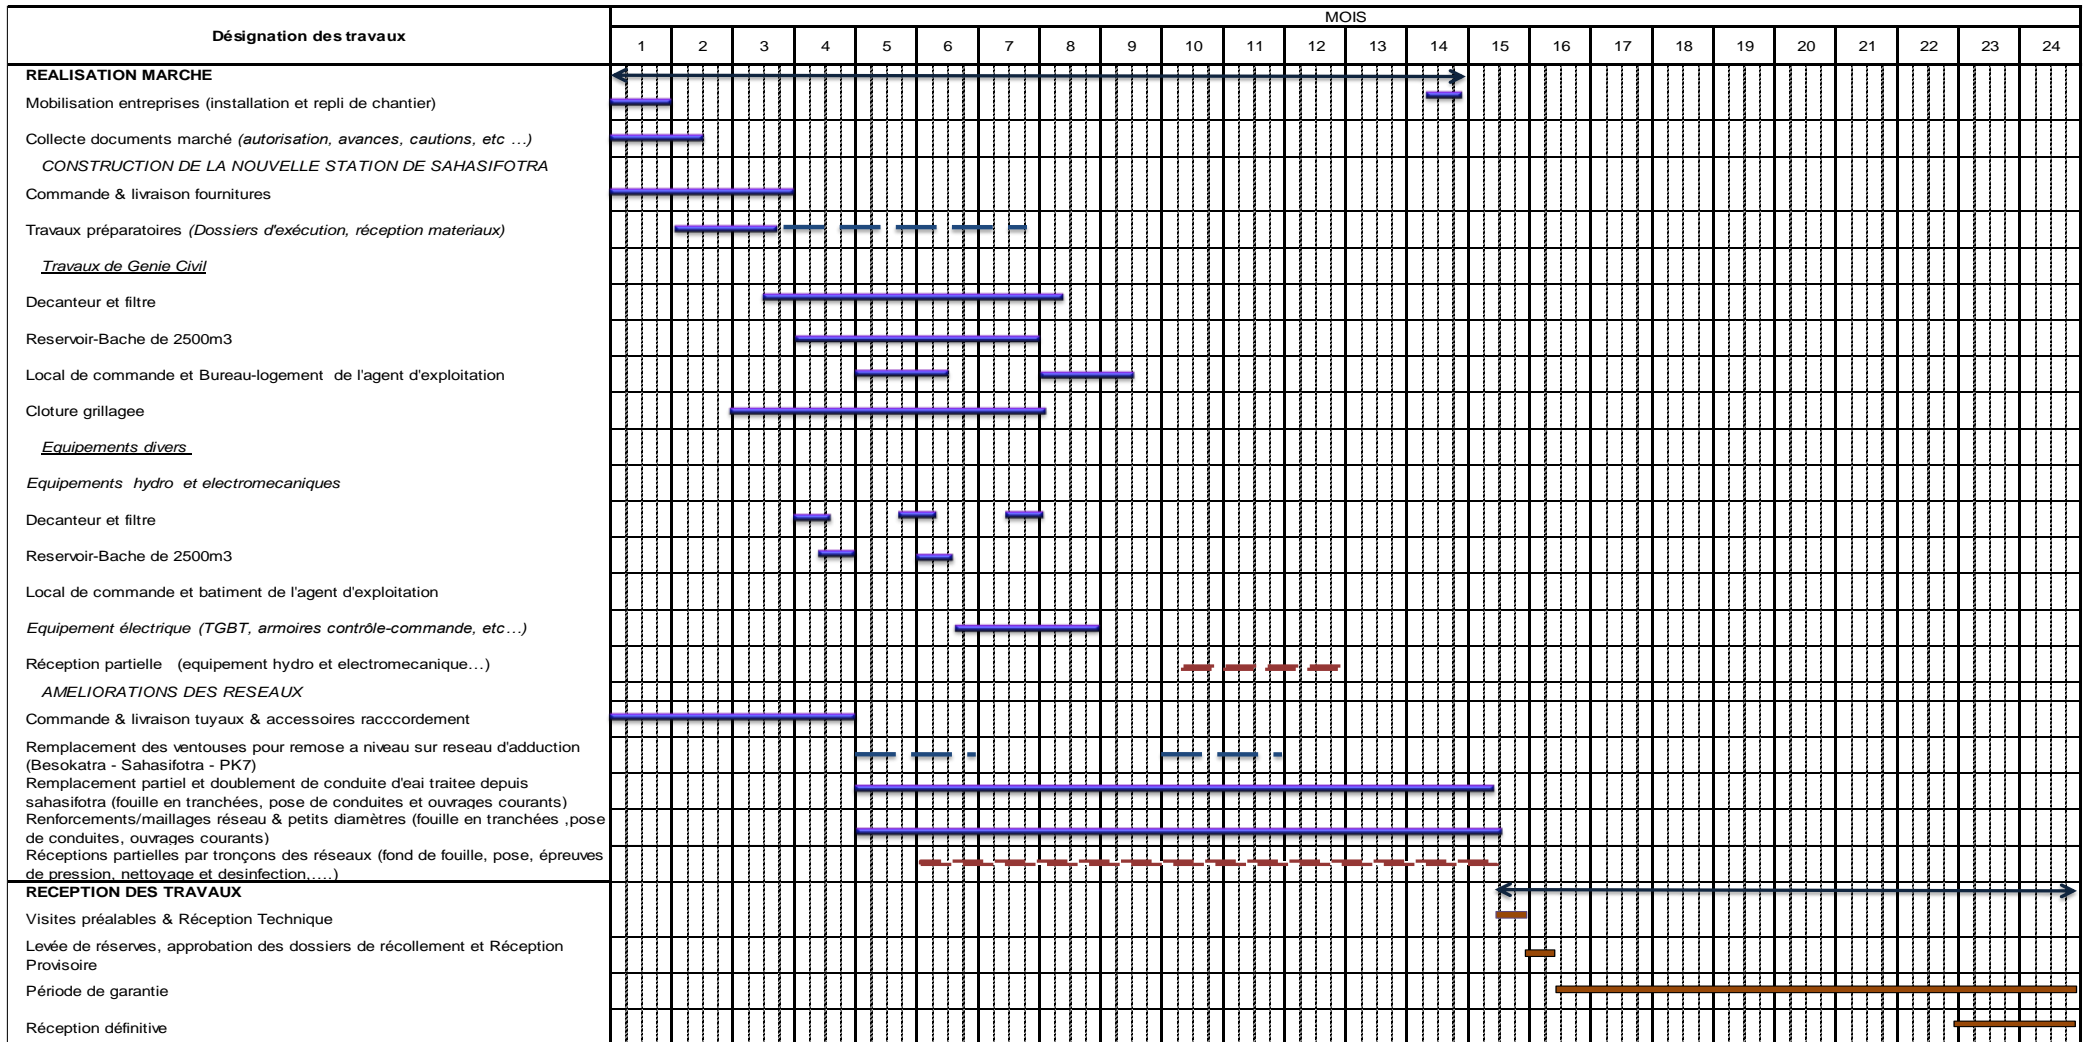 MOIS
Désignation des travaux
1 2 3 4 5 6 7 8 9 10 11 12 13 14 15 16 17 18 19 20 21 22 23 24
REALISATION MARCHE
Mobilisation entreprises (installation et repli de chantier)
Collecte documents marché (autorisation, avances, cautions, etc ...)
CONSTRUCTION DE LA NOUVELLE STATION DE SAHASIFOTRA
Commande & livraison fournitures
Travaux préparatoires (Dossiers d'exécution, réception materiaux)
Travaux de Genie Civil
Decanteur et filtre
Reservoir-Bache de 2500m3
Local de commande et Bureau-logement de l'agent d'exploitation
Cloture grillagee
Equipements divers
Equipements hydro et electromecaniques
Decanteur et filtre
Reservoir-Bache de 2500m3
Local de commande et batiment de l'agent d'exploitation
Equipement électrique (TGBT, armoires contrôle-commande, etc...)
Réception partielle (equipement hydro et electromecanique...)
AMELIORATIONS DES RESEAUX
Commande & livraison tuyaux & accessoires racccordement
Remplacement des ventouses pour remose a niveau sur reseau d'adduction
(Besokatra - Sahasifotra - PK7)
Remplacement partiel et doublement de conduite d'eai traitee depuis
sahasifotra (fouille en tranchées, pose de conduites et ouvrages courants)
Renforcements/maillages réseau & petits diamètres (fouille en tranchées ,pose
de conduites, ouvrages courants)
Réceptions partielles par tronçons des réseaux (fond de fouille, pose, épreuves
de pression, nettoyage et desinfection,....)
RECEPTION DES TRAVAUX
Visites préalables & Réception Technique
Levée de réserves, approbation des dossiers de récollement et Réception
Provisoire
Période de garantie
Réception définitive